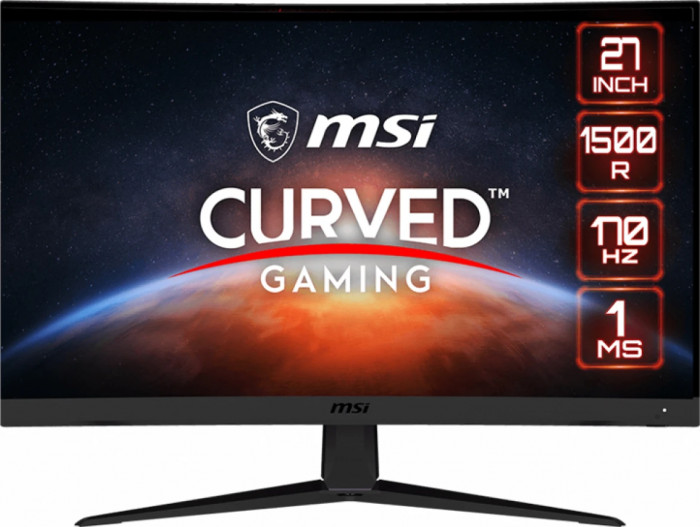 msi
CURVED™
GAMING
27
INCH
1500
R
170
HZ
1
MS
msi